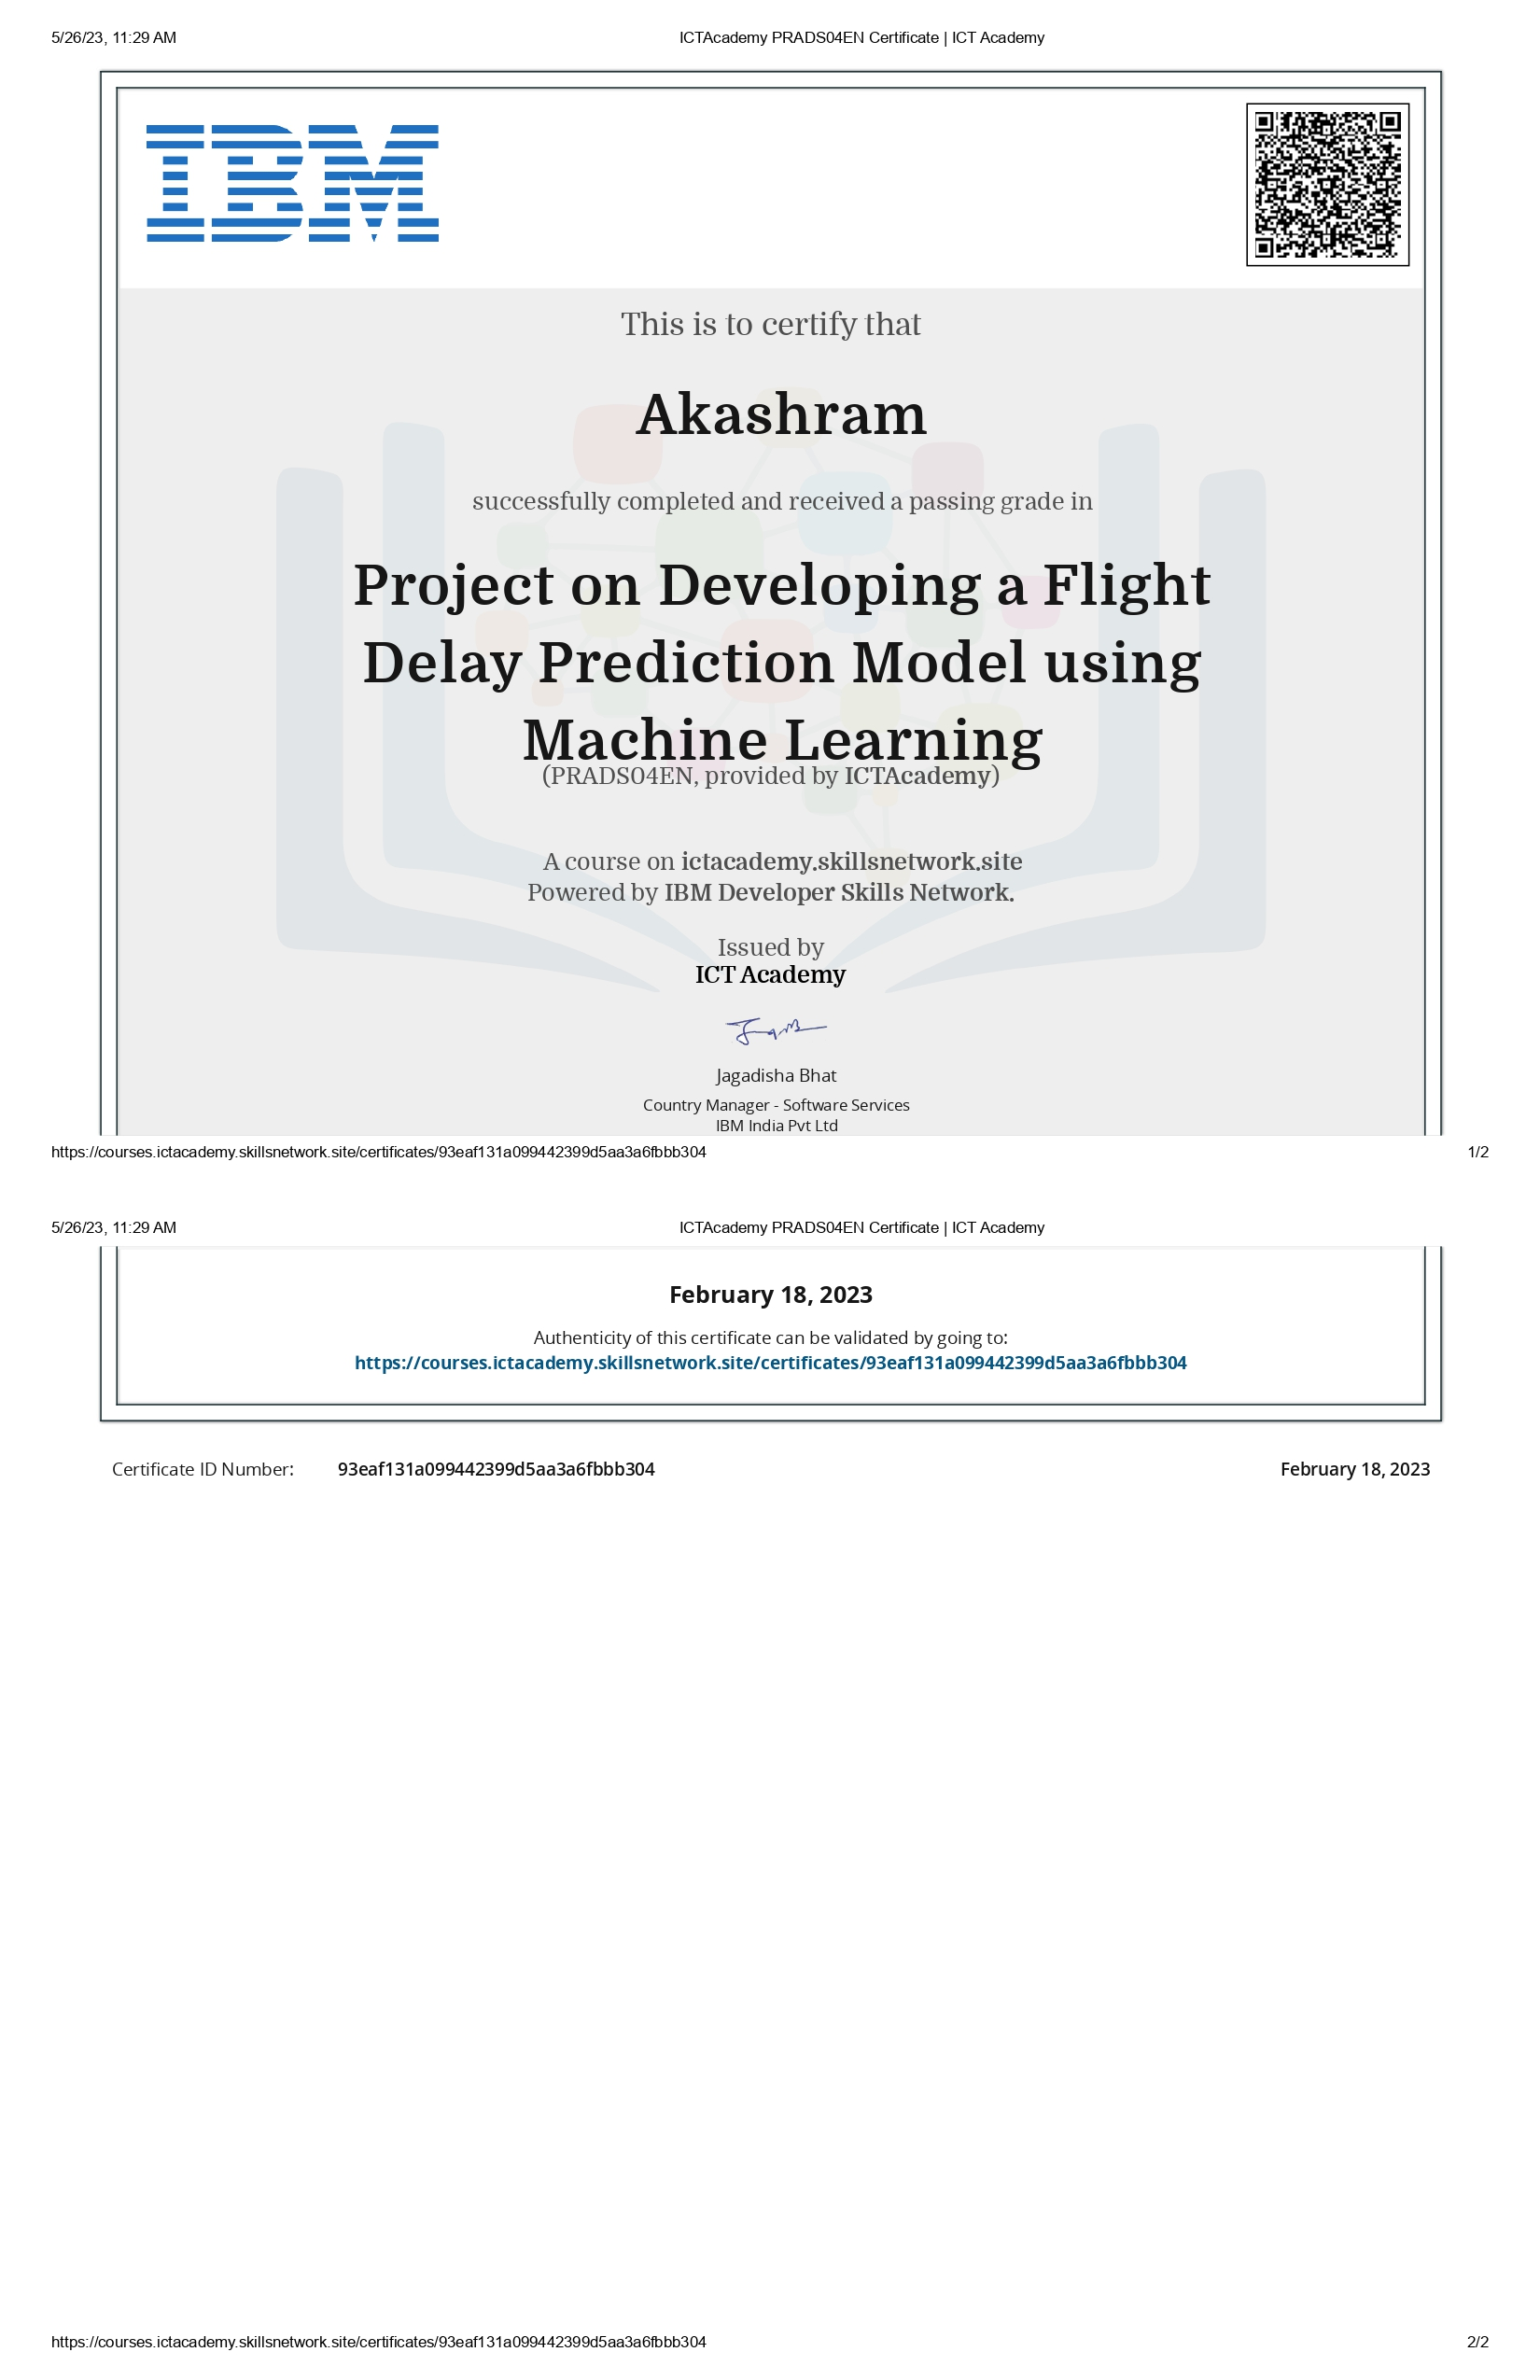 5/26/23, 11:29 AM
ICTAcademy PRADS04EN Certificate | ICT Academy
IBM
This is to certify that
Akashram
successfully completed and received a passing grade in
Project on Developing a Flight
Delay Prediction Model using
Machine Learning
(PRADS04EN, provided by ICTAcademy)
A course on ictacademy.skillsnetwork.site
Powered by IBM Developer Skills Network.
Issued by
ICT Academy
Jagadisha Bhat
Country Manager - Software Services
IBM India Pvt Ltd
https://courses.ictacademy.skillsnetwork.site/certificates/93eaf131a099442399d5aa3a6fbbb304
1/2
5/26/23, 11:29 AM
ICTAcademy PRADS04EN Certificate | ICT Academy
February 18, 2023
Authenticity of this certificate can be validated by going to:
https://courses.ictacademy.skillsnetwork.site/certificates/93eaf131a099442399d5aa3a6fbbb304
Certificate ID Number: 93eaf131a099442399d5aa3a6fbbb304
February 18, 2023
https://courses.ictacademy.skillsnetwork.site/certificates/93eaf131a099442399d5aa3a6fbbb304
2/2